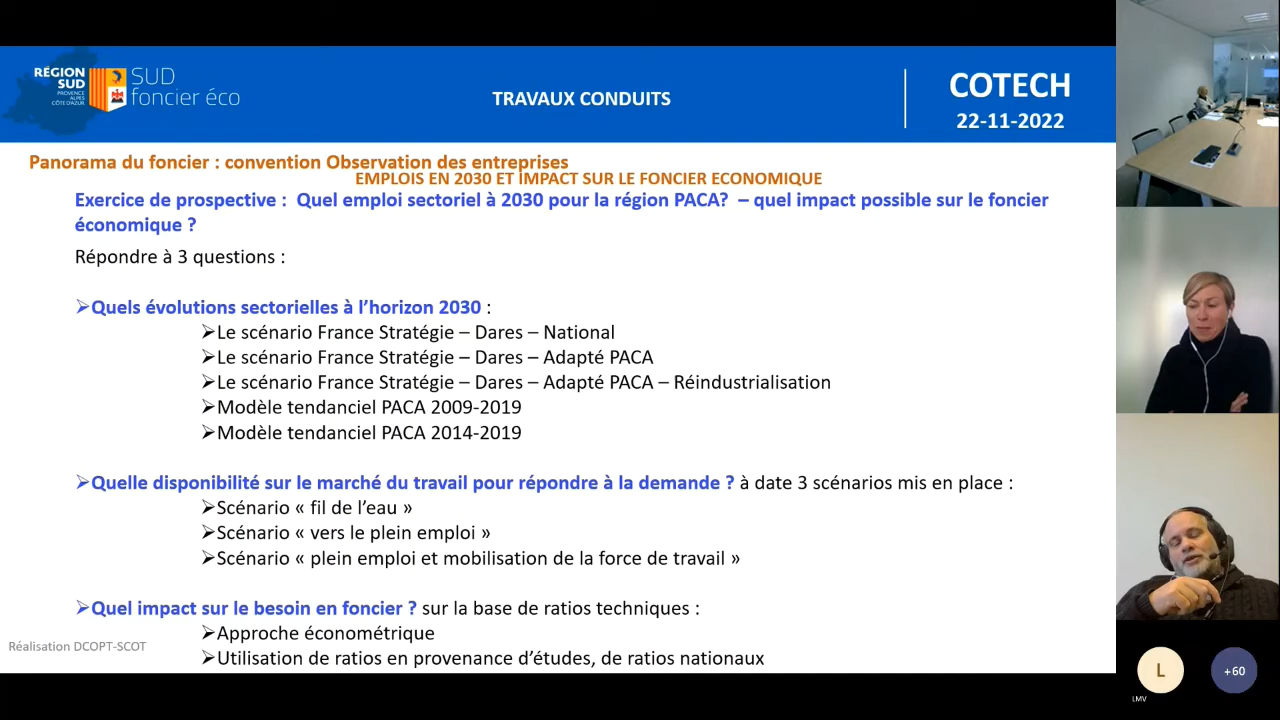 RÉGION
SUD
PROVENCE
ALPES
CÔTE D'AZUR
SUD
foncier éco
TRAVAUX CONDUITS
COTECH
22-11-2022
Panorama du foncier : convention Observation des entreprises
EMPLOIS EN 2030 ET IMPACT SUR LE FONCIER ECONOMIQUE
Exercice de prospective : Quel emploi sectoriel à 2030 pour la région PACA? – quel impact possible sur le foncier
économique ?
Répondre à 3 questions :
➢Quels évolutions sectorielles à l'horizon 2030 :
➢Le scénario France Stratégie – Dares – National
➢Le scénario France Stratégie – Dares – Adapté PACA
➢Le scénario France Stratégie – Dares – Adapté PACA – Réindustrialisation
➢Modèle tendanciel PACA 2009-2019
➢Modèle tendanciel PACA 2014-2019
➢Quelle disponibilité sur le marché du travail pour répondre à la demande ? à date 3 scénarios mis en place :
➢Scénario « fil de l'eau »
➢Scénario « vers le plein emploi »
➢Scénario « plein emploi et mobilisation de la force de travail »
➢Quel impact sur le besoin en foncier ? sur la base de ratios techniques :
➢Approche économétrique
➢Utilisation de ratios en provenance d'études, de ratios nationaux
Réalisation DCOPT-SCOT
L
+60
LMV